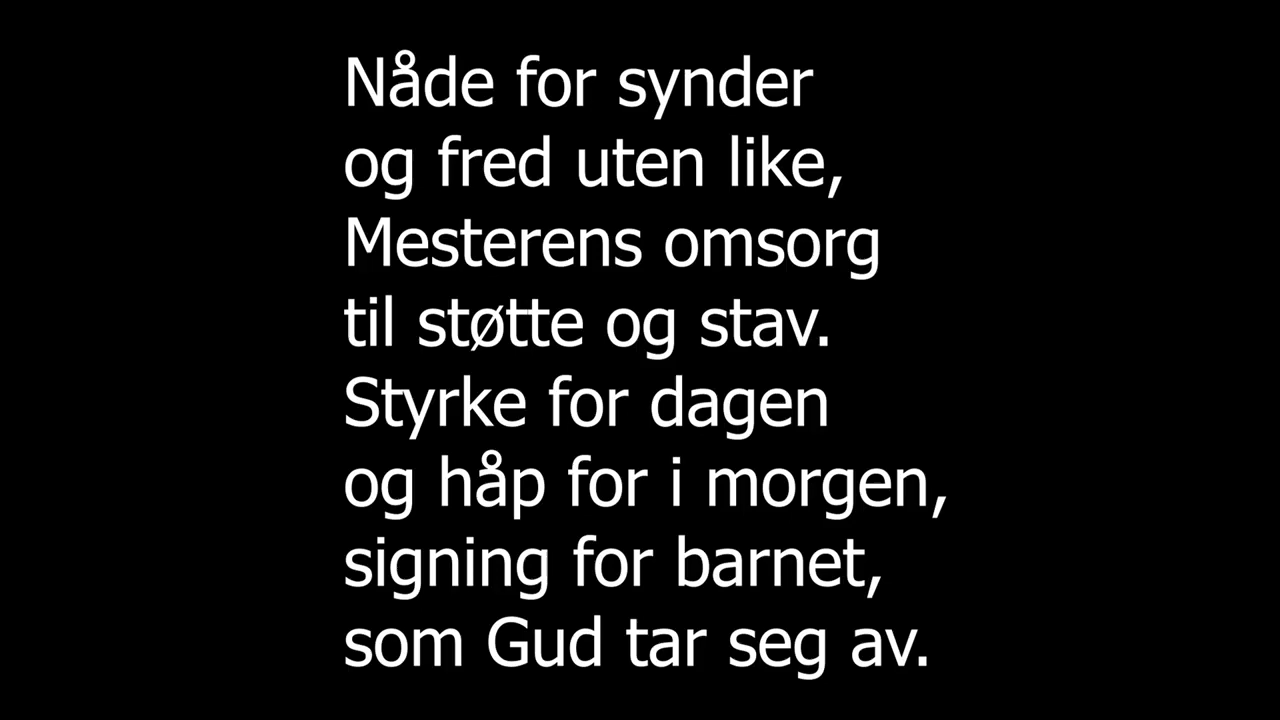 Nåde for synder
og fred uten like,
Mesterens omsorg
til støtte og stav.
Styrke for dagen
og håp for i morgen,
signing for barnet,
som Gud tar seg av.